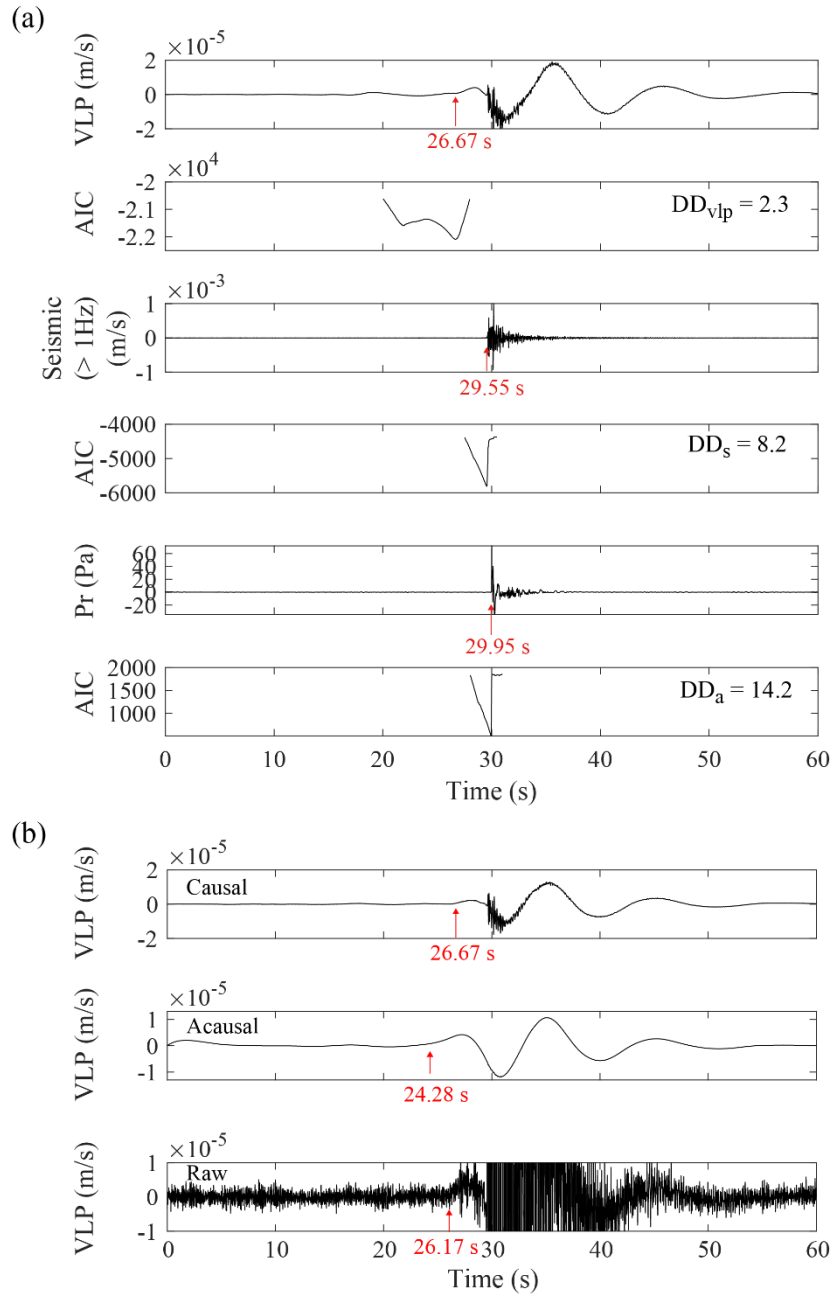 (a)
×10⁻⁵
VLP (m/s)
2
0
-2
26.67 s
×10⁴
AIC
-2
-2.1
-2.2
DD_vlp = 2.3
×10⁻³
Seismic
(> 1Hz)
(m/s)
1
0
-1
29.55 s
AIC
-4000
-5000
-6000
DD_s = 8.2
Pr (Pa)
60
40
20
0
-20
29.95 s
AIC
2000
1500
1000
DD_a = 14.2
0 10 20 30 40 50 60
Time (s)
(b)
×10⁻⁵
VLP (m/s)
2
0
-2
Causal
26.67 s
×10⁻⁵
VLP (m/s)
1
0
-1
Acausal
24.28 s
×10⁻⁵
VLP (m/s)
1
0
-1
Raw
26.17 s
0 10 20 30 40 50 60
Time (s)